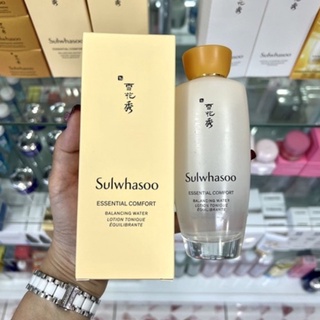 雪花秀
Sulwhasoo
ESSENTIAL COMFORT
BALANCING WATER
LOTION TONIQUE
ÉQUILIBRANTE
雪花秀
Sulwhasoo
ESSENTIAL COMFORT
BALANCING WATER
LOTION TONIQUE
ÉQUILIBRANTE